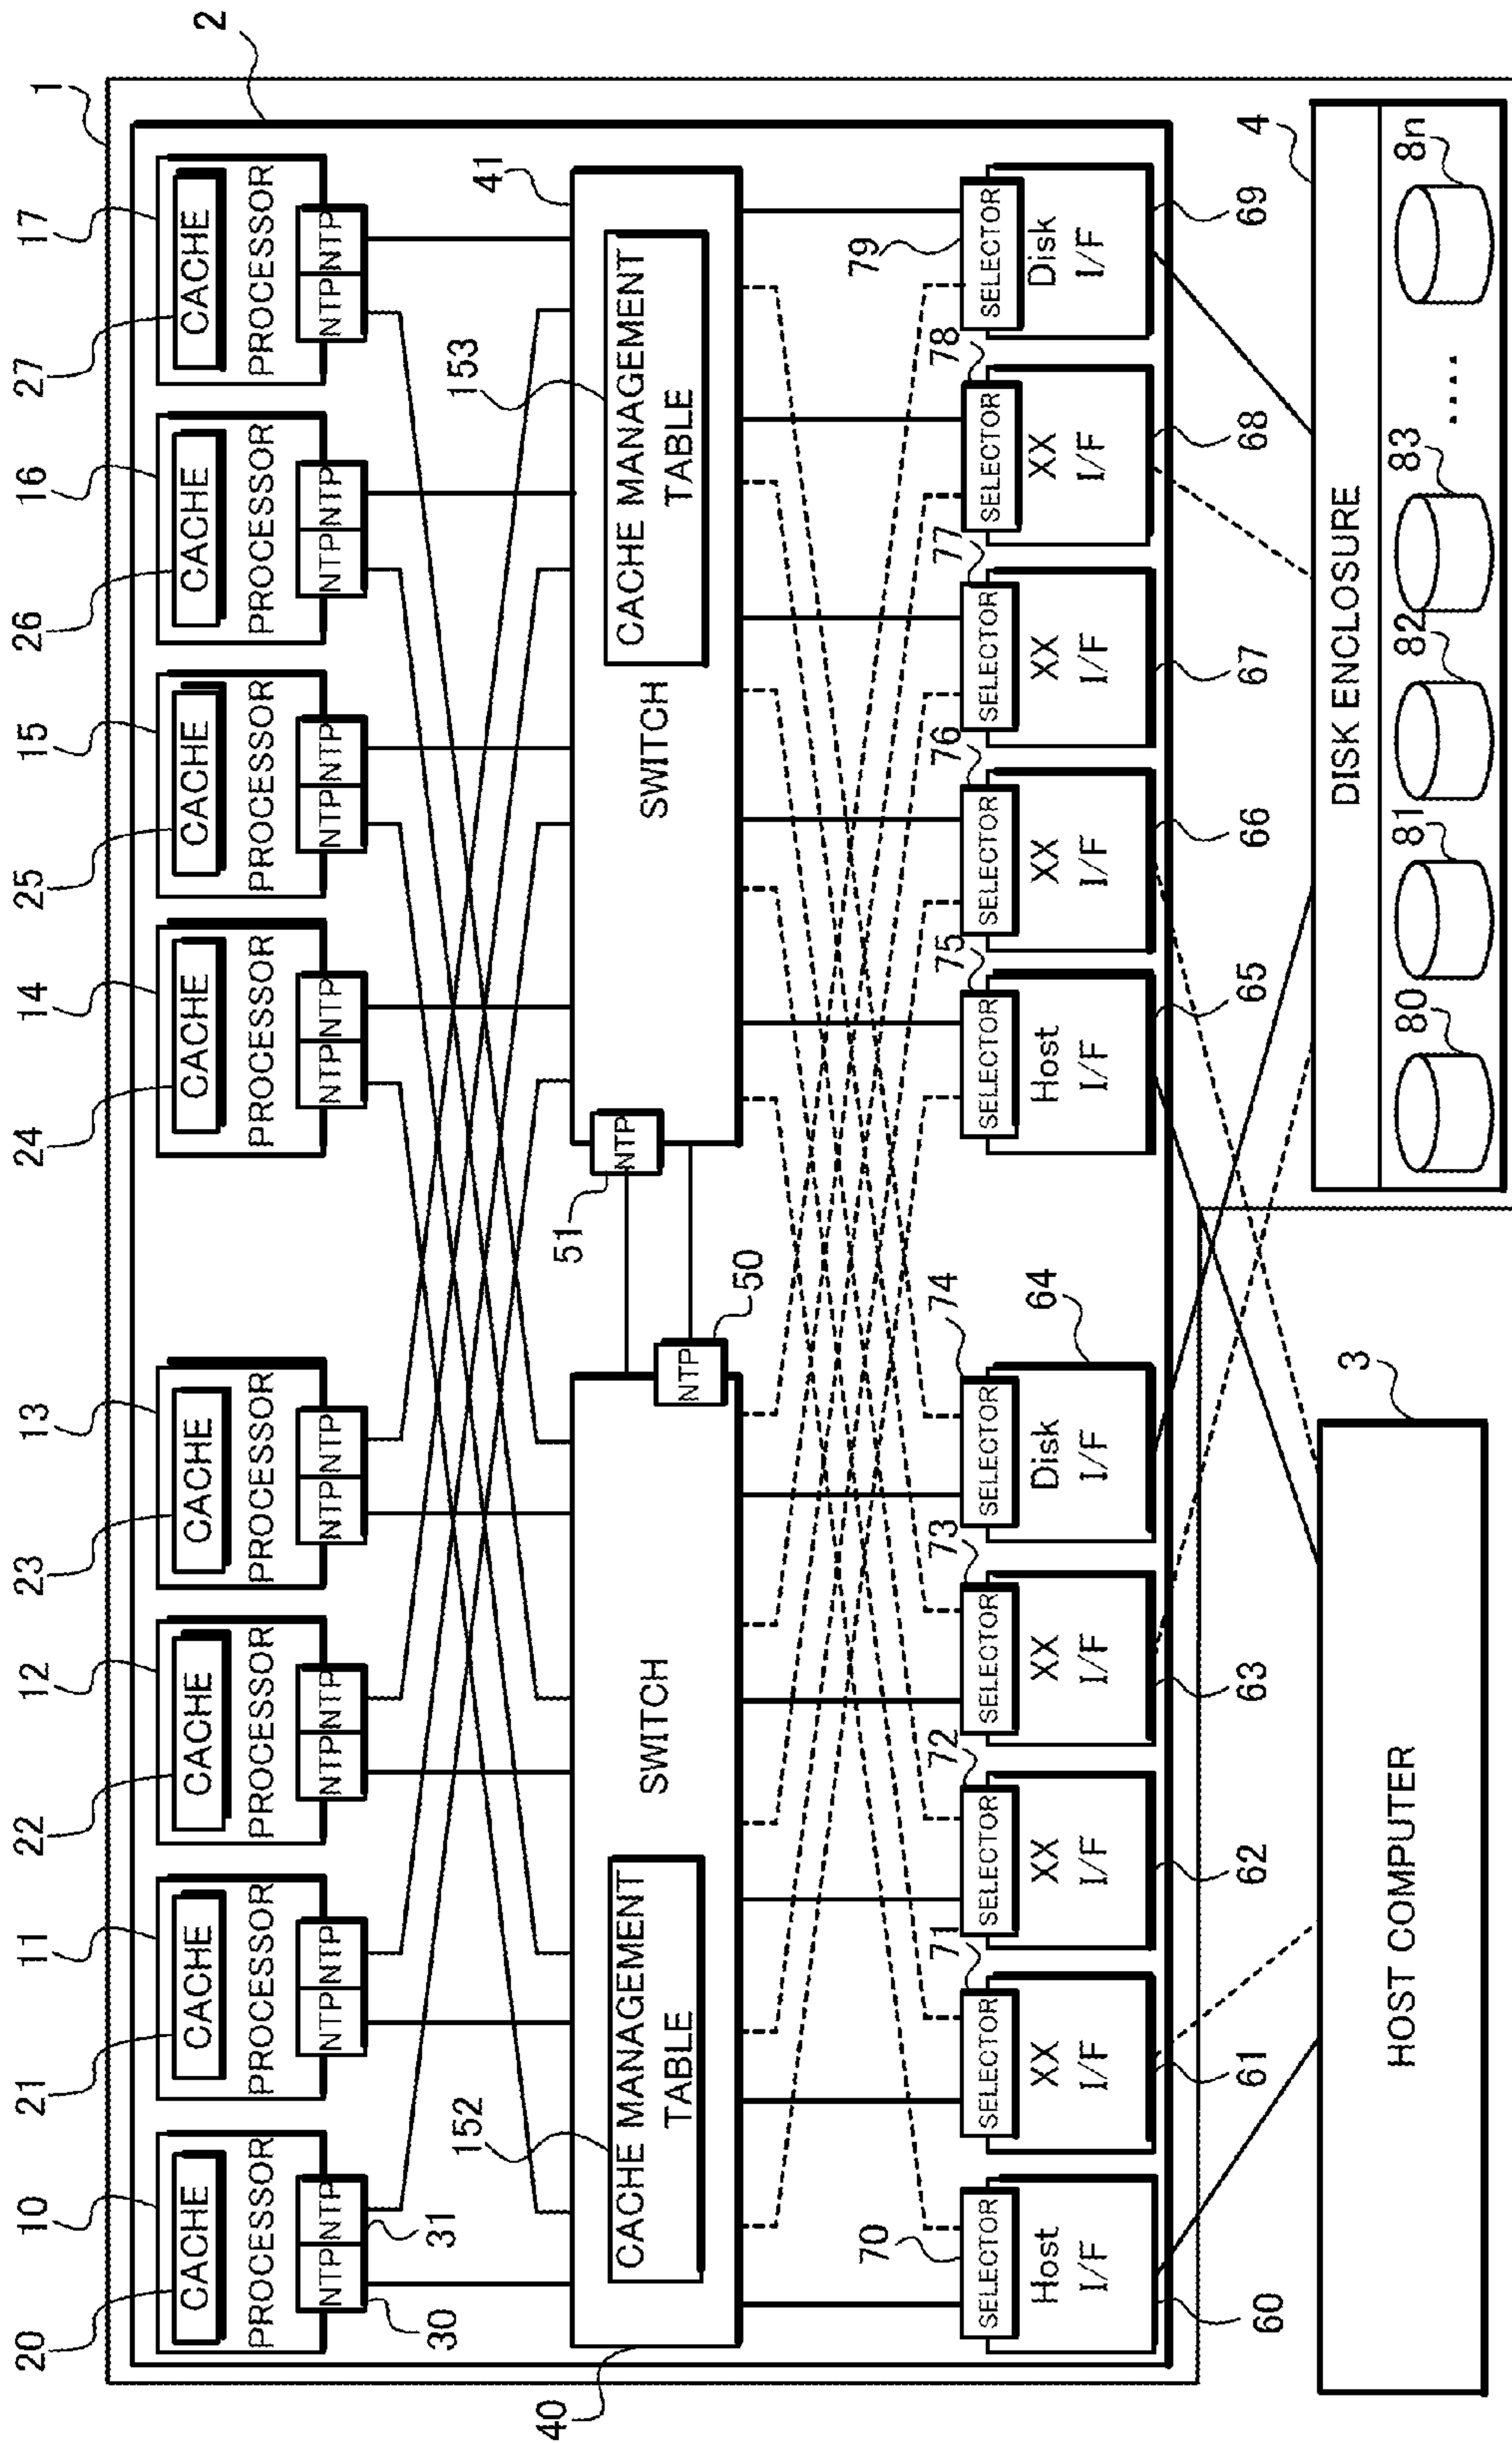 1
2
20
10
21
11
22
12
23
13
24
14
25
15
26
16
27
17
CACHE
CACHE
CACHE
CACHE
CACHE
CACHE
CACHE
CACHE
PROCESSOR
PROCESSOR
PROCESSOR
PROCESSOR
PROCESSOR
PROCESSOR
PROCESSOR
PROCESSOR
NTP NTP
NTP NTP
NTP NTP
NTP NTP
NTP NTP
NTP NTP
NTP NTP
NTP NTP
30
31
152
153
41
40
CACHE MANAGEMENT
TABLE
SWITCH
NTP
50
51
NTP
SWITCH
CACHE MANAGEMENT
TABLE
70
71
72
73
74
75
76
77
78
79
SELECTOR
SELECTOR
SELECTOR
SELECTOR
SELECTOR
SELECTOR
SELECTOR
SELECTOR
SELECTOR
SELECTOR
Host
I/F
XX
I/F
XX
I/F
XX
I/F
Disk
I/F
Host
I/F
XX
I/F
XX
I/F
XX
I/F
Disk
I/F
60
61
62
63
64
65
66
67
68
69
3
HOST COMPUTER
4
DISK ENCLOSURE
80
81
82
83
....
8n